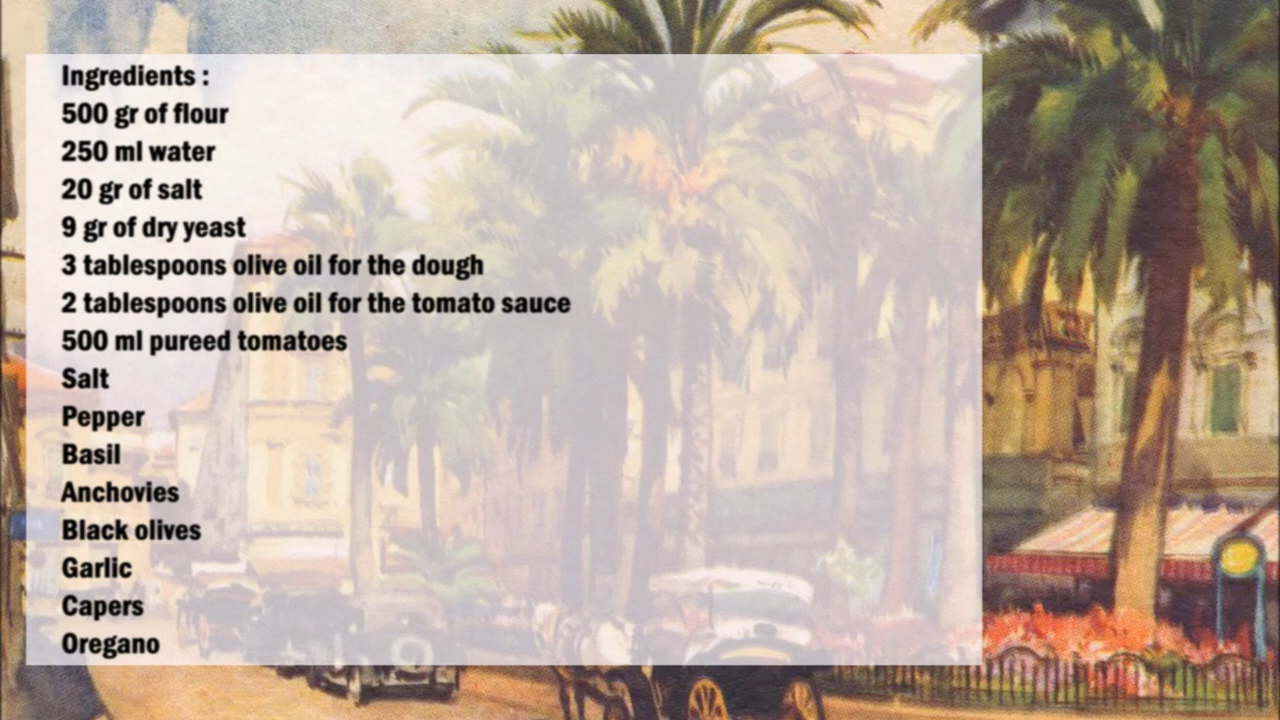 Ingredients :
500 gr of flour
250 ml water
20 gr of salt
9 gr of dry yeast
3 tablespoons olive oil for the dough
2 tablespoons olive oil for the tomato sauce
500 ml pureed tomatoes
Salt
Pepper
Basil
Anchovies
Black olives
Garlic
Capers
Oregano